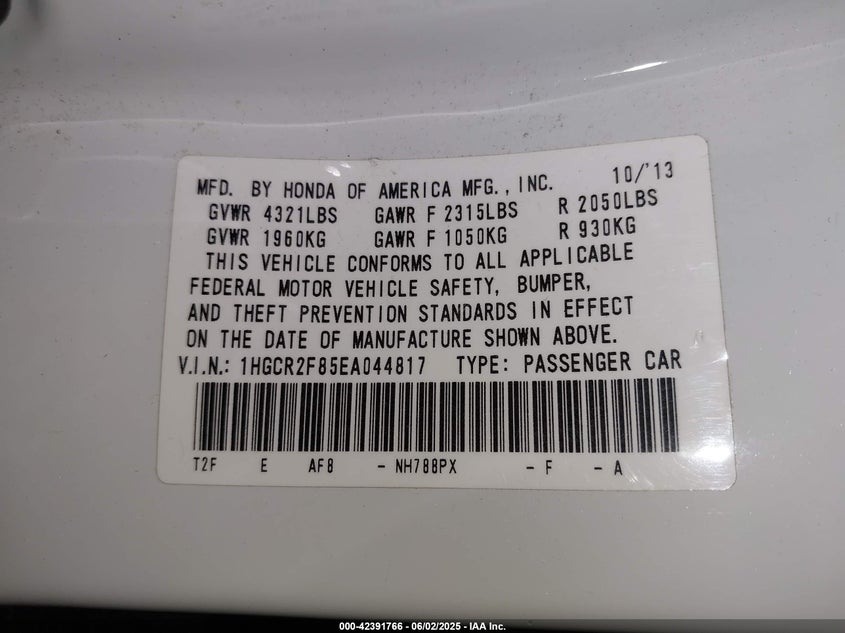 MFD. BY HONDA OF AMERICA MFG., INC. 10/'13
GVWR 4321LBS GAWR F 2315LBS R 2050LBS
GVWR 1960KG GAWR F 1050KG R 930KG
THIS VEHICLE CONFORMS TO ALL APPLICABLE
FEDERAL MOTOR VEHICLE SAFETY, BUMPER,
AND THEFT PREVENTION STANDARDS IN EFFECT
ON THE DATE OF MANUFACTURE SHOWN ABOVE.
V.I.N.: 1HGCR2F85EA044817 TYPE: PASSENGER CAR
T2F E AF8 - NH788PX - F - A
000-42391766 - 06/02/2025 - IAA Inc.